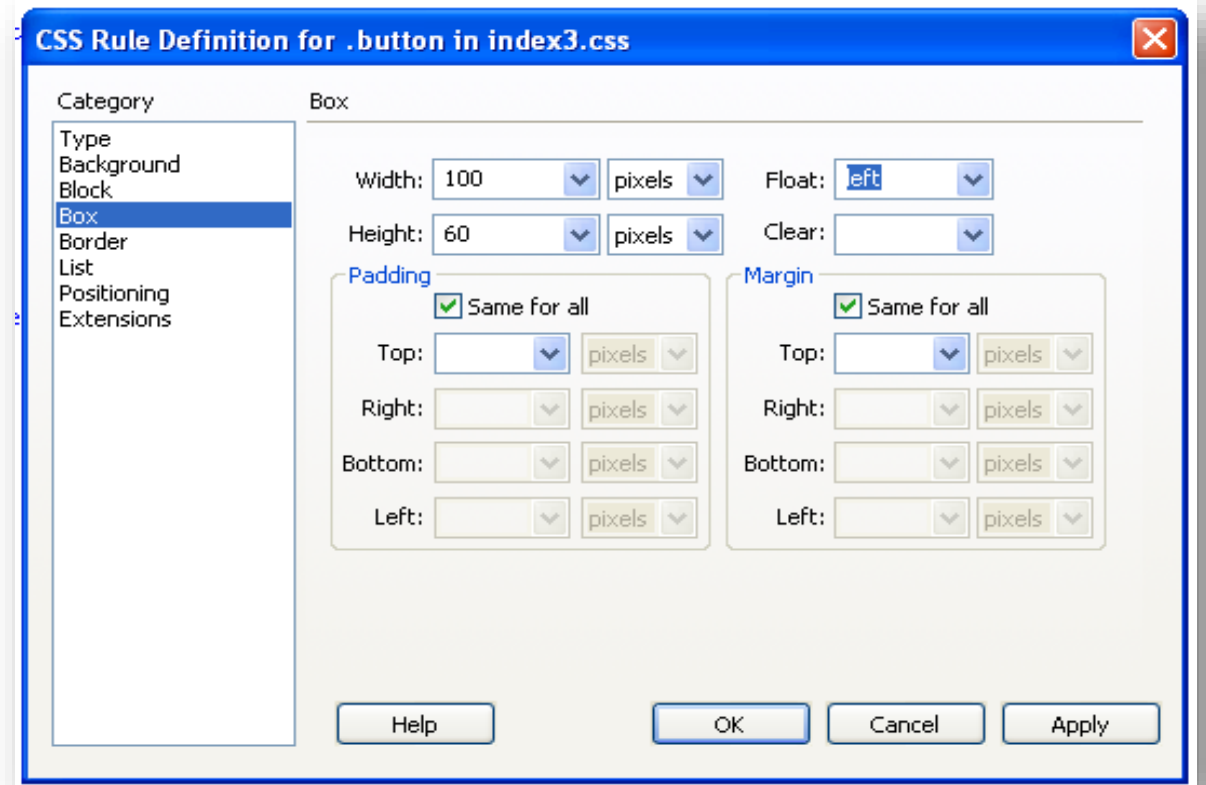 CSS Rule Definition for .button in index3.css
Category
Type
Background
Block
Box
Border
List
Positioning
Extensions
Box
Width: 100 pixels Float: left
Height: 60 pixels Clear:
Padding Margin
Same for all Same for all
Top: pixels Top: pixels
Right: pixels Right: pixels
Bottom: pixels Bottom: pixels
Left: pixels Left: pixels
Help OK Cancel Apply